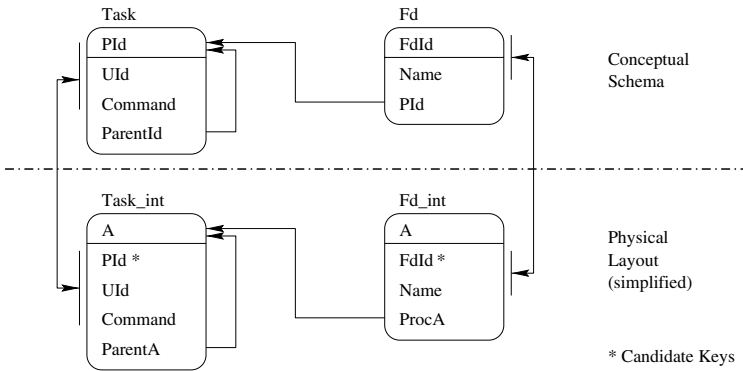 Task
PId
UId
Command
ParentId
Fd
FdId
Name
PId
Conceptual
Schema
Task_int
A
PId *
UId
Command
ParentA
Fd_int
A
FdId *
Name
ProcA
Physical
Layout
(simplified)
* Candidate Keys